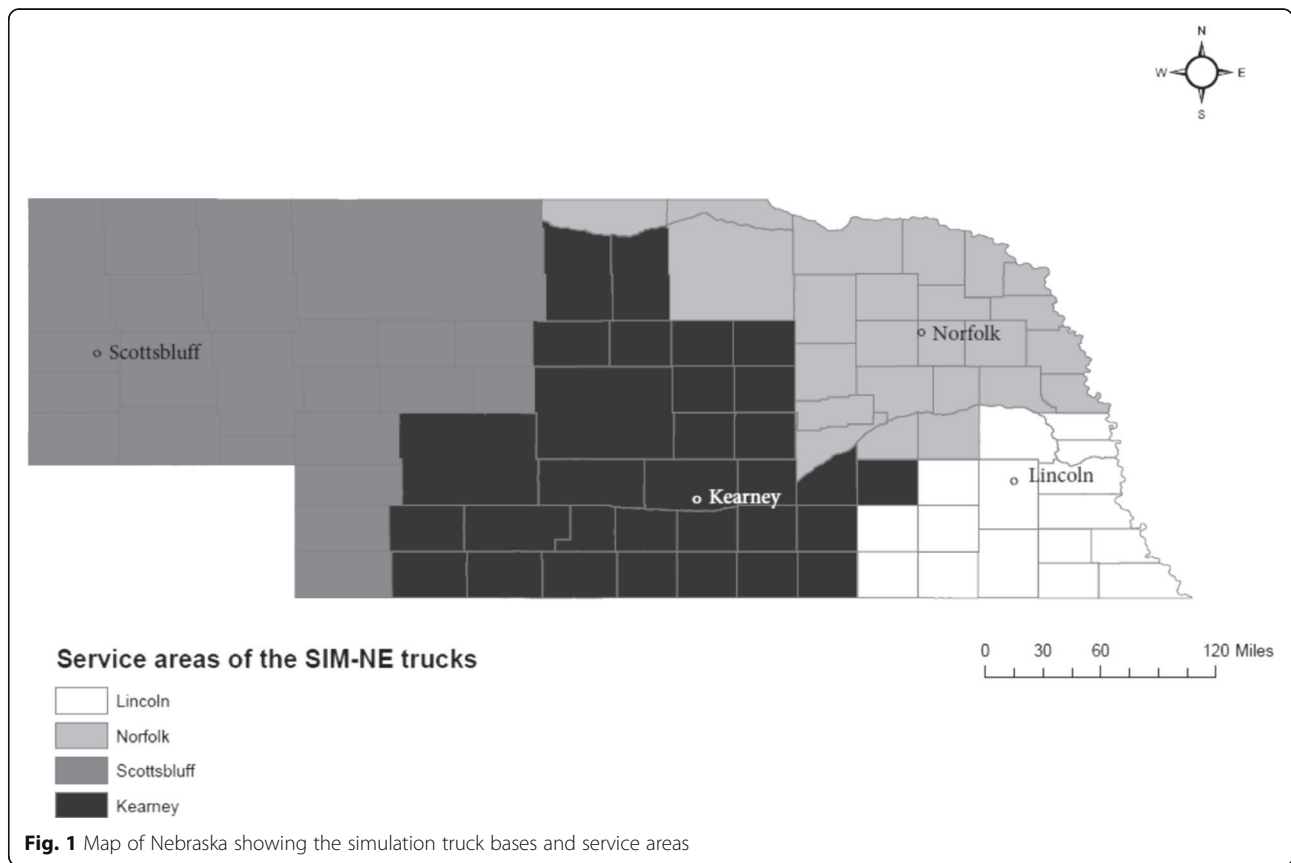 N
W E
S
Scottsbluff
Norfolk
Lincoln
Kearney
Service areas of the SIM-NE trucks
0 30 60 120 Miles
Lincoln
Norfolk
Scottsbluff
Kearney
Fig. 1 Map of Nebraska showing the simulation truck bases and service areas